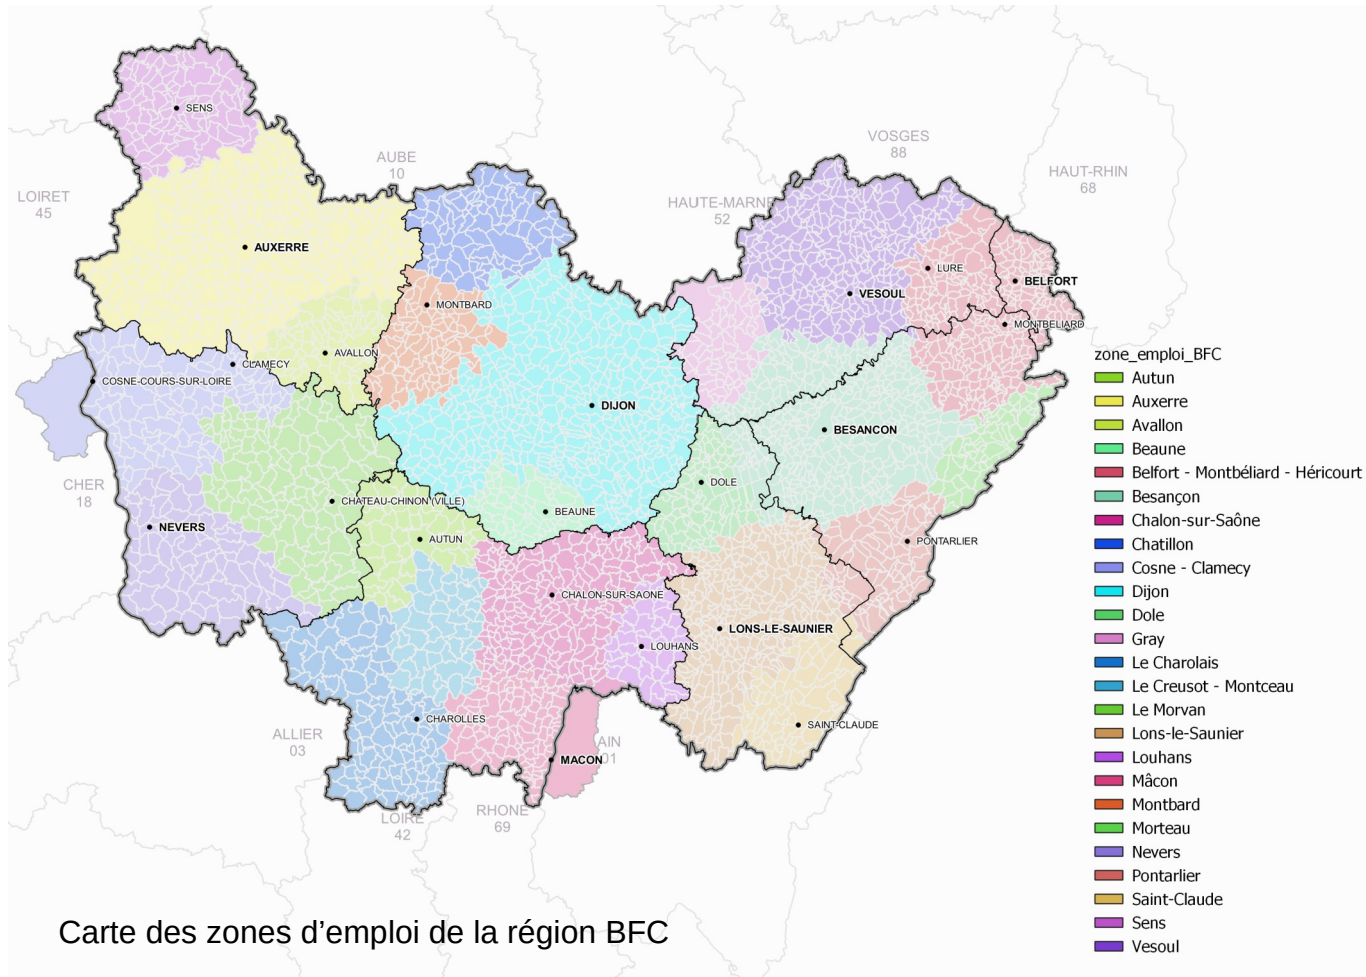 SENS
AUBE
10
VOSGES
88
HAUT-RHIN
68
LOIRET
45
HAUTE-MARNE
52
AUXERRE
LURE
BELFORT
VESOUL
MONTBARD
MONTBELIARD
AVALLON
CLAMECY
COSNE-COURS-SUR-LOIRE
DIJON
BESANCON
CHER
18
DOLE
CHATEAU-CHINON (VILLE)
BEAUNE
NEVERS
AUTUN
PONTARLIER
CHALON-SUR-SAONE
LONS-LE-SAUNIER
LOUHANS
CHAROLLES
SAINT-CLAUDE
ALLIER
03
AIN
01
MACON
LOIRE
42
RHONE
69
zone_emploi_BFC
Autun
Auxerre
Avallon
Beaune
Belfort - Montbéliard - Héricourt
Besançon
Chalon-sur-Saône
Chatillon
Cosne - Clamecy
Dijon
Dole
Gray
Le Charolais
Le Creusot - Montceau
Le Morvan
Lons-le-Saunier
Louhans
Mâcon
Montbard
Morteau
Nevers
Pontarlier
Saint-Claude
Sens
Vesoul
Carte des zones d’emploi de la région BFC